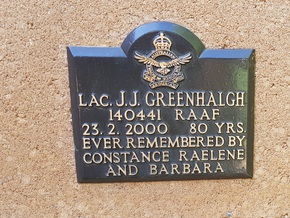 LAC. J.J. GREENHALGH
140441 RAAF
23.2.2000 80 YRS.
EVER REMEMBERED BY
CONSTANCE RAELENE
AND BARBARA